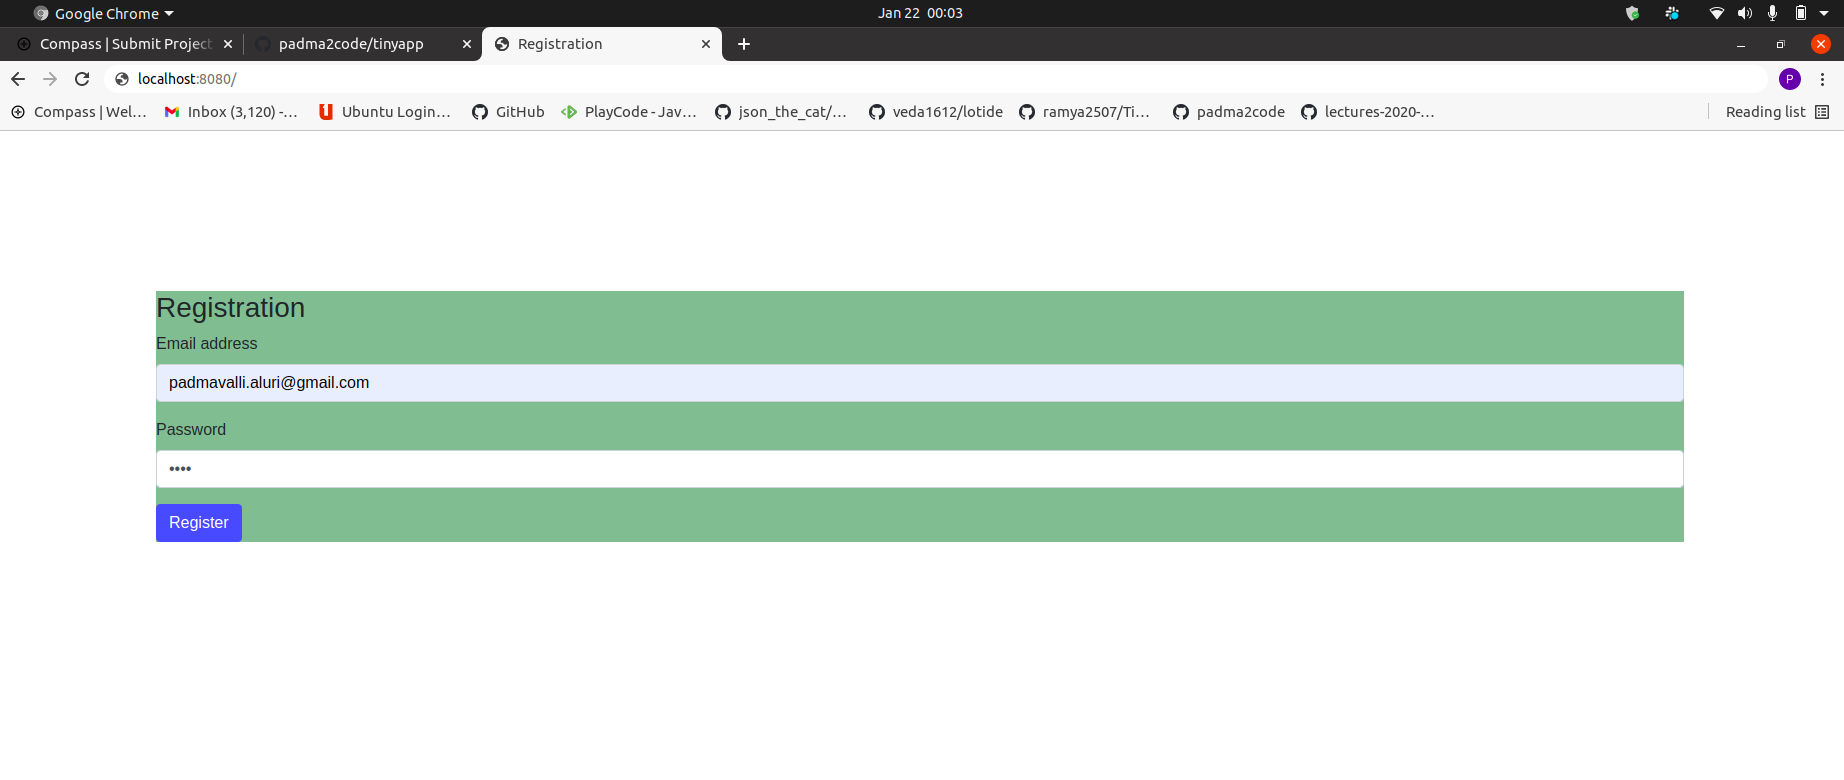 Google Chrome Jan 22 00:03
Compass | Submit Project padma2code/tinyapp Registration
localhost:8080/ P
Compass | Wel... Inbox (3,120) -... Ubuntu Login... GitHub PlayCode - Jav... json_the_cat/... veda1612/lotide ramya2507/Ti... padma2code lectures-2020-... Reading list
Registration
Email address
padmavalli.aluri@gmail.com
Password
••••
Register